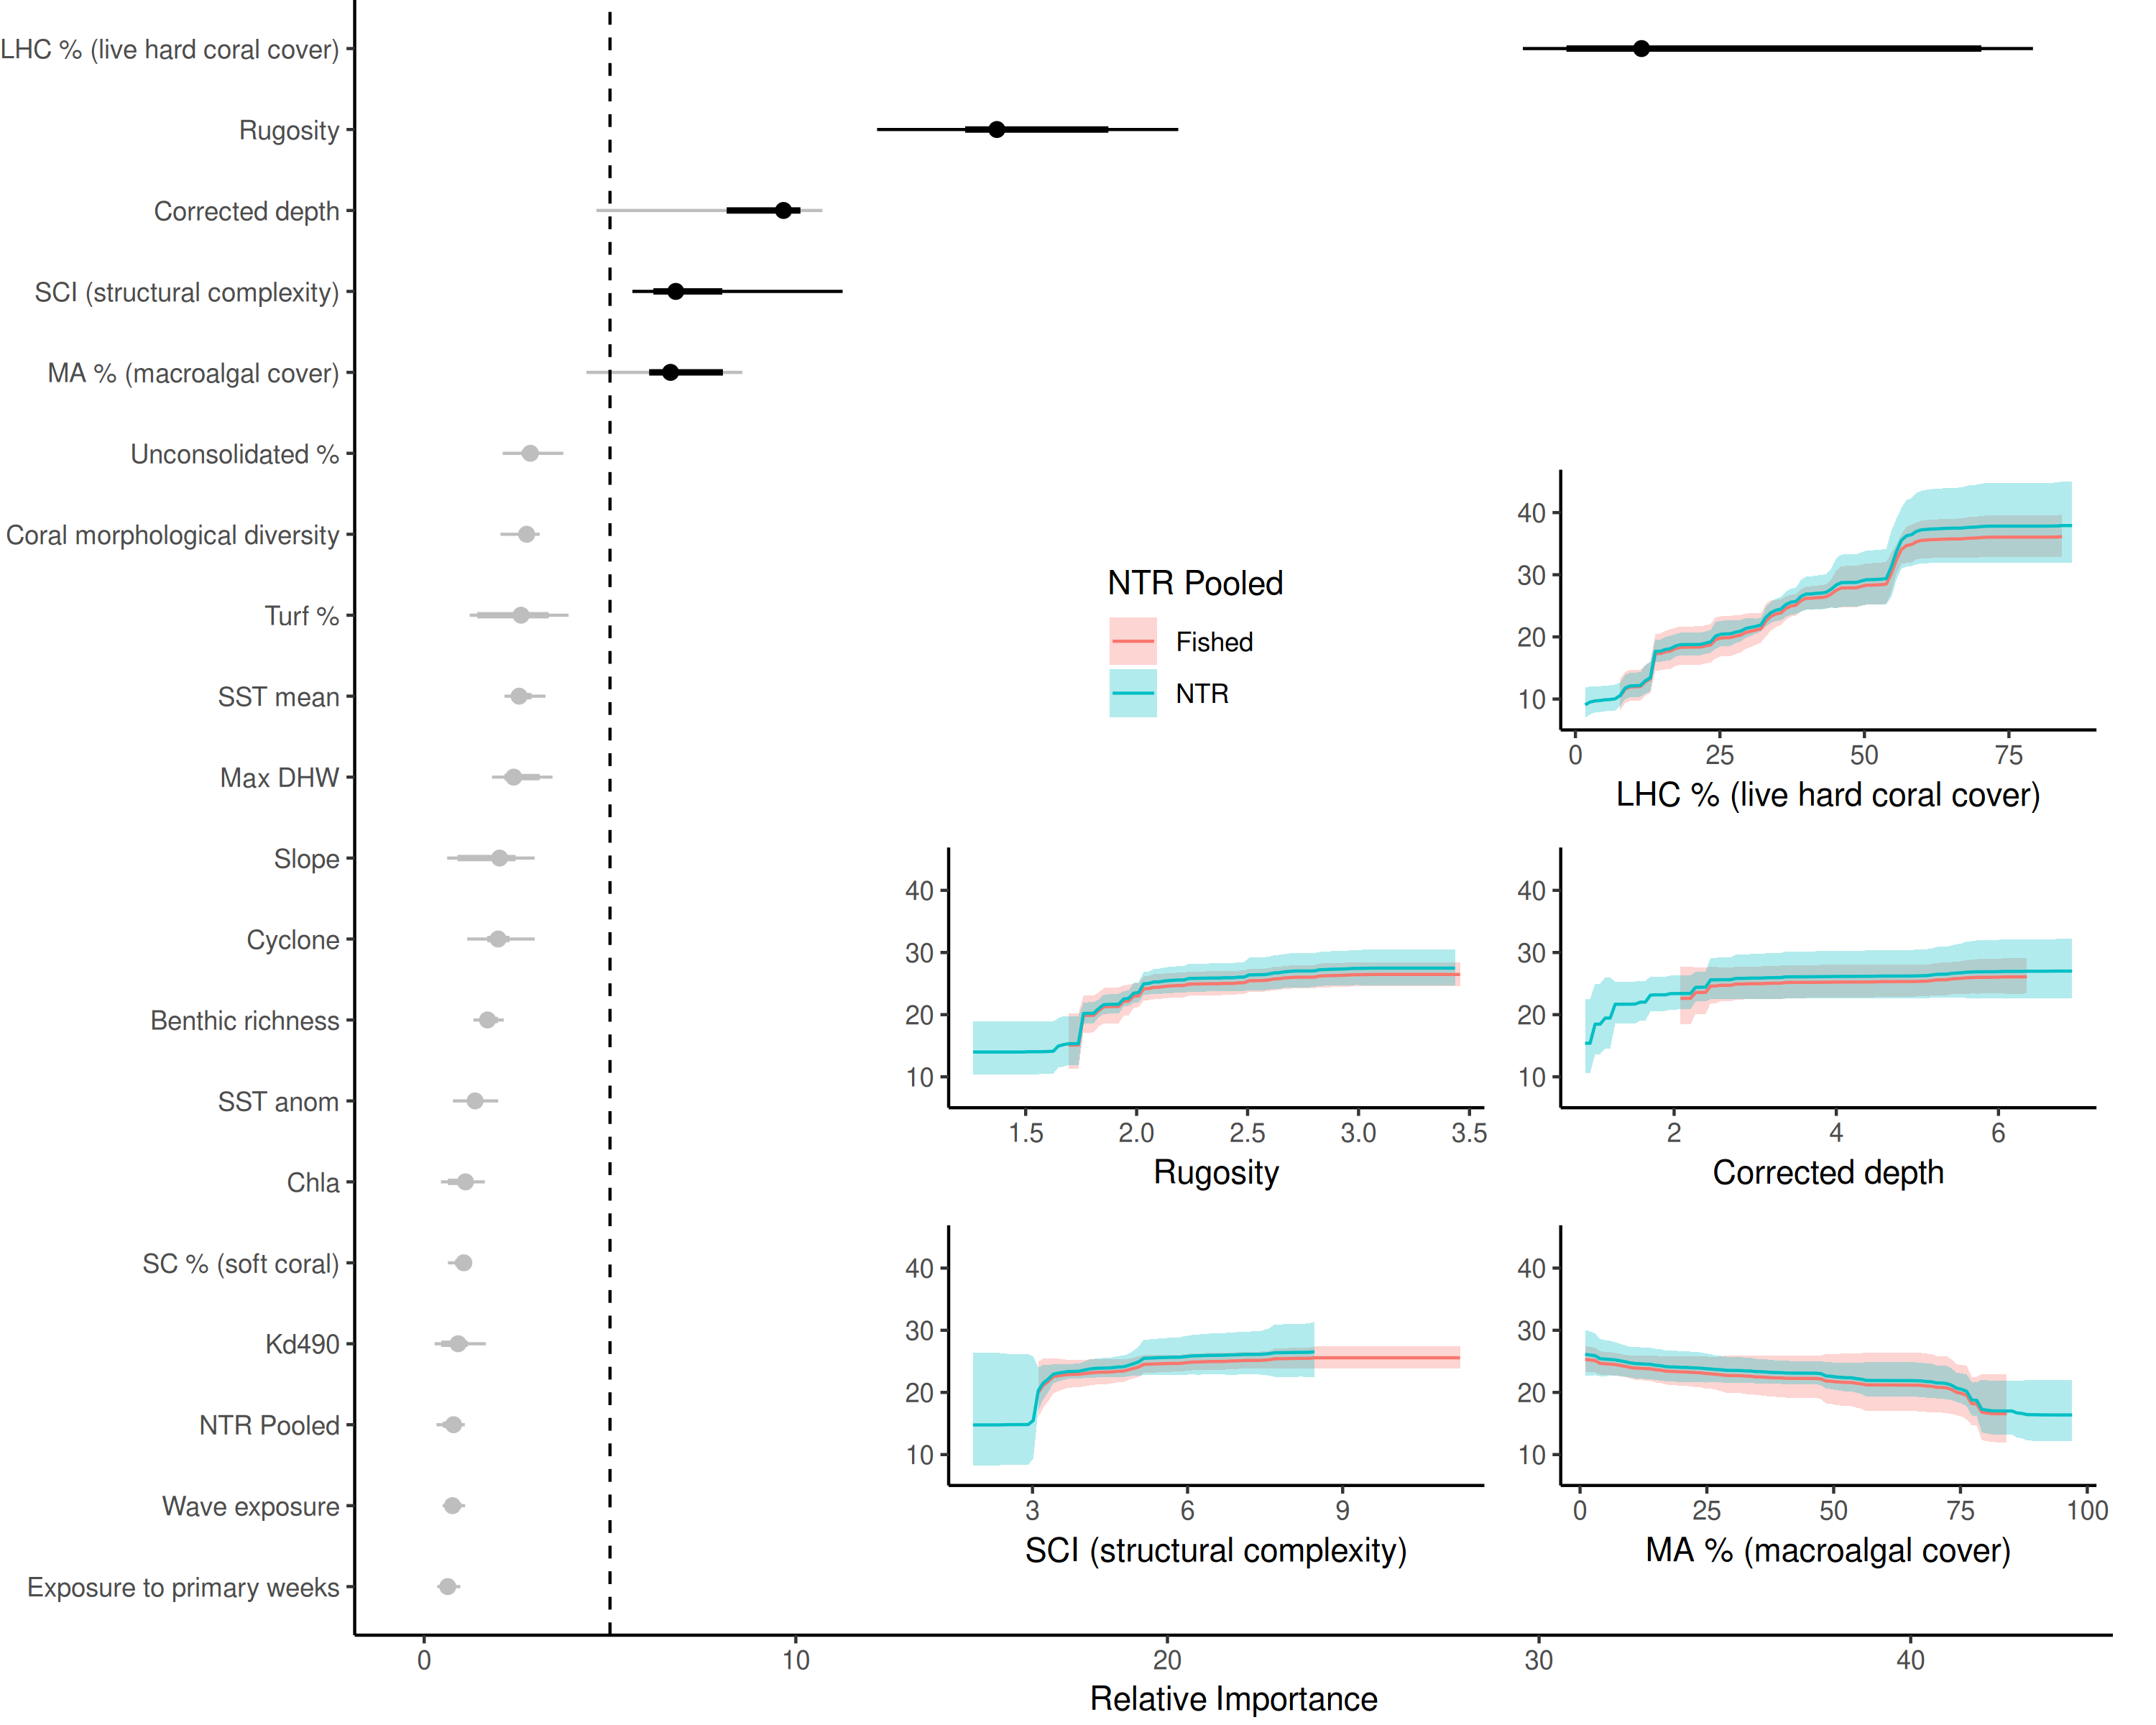 LHC % (live hard coral cover)
Rugosity
Corrected depth
SCI (structural complexity)
MA % (macroalgal cover)
Unconsolidated %
Coral morphological diversity
Turf %
SST mean
Max DHW
Slope
Cyclone
Benthic richness
SST anom
Chla
SC % (soft coral)
Kd490
NTR Pooled
Wave exposure
Exposure to primary weeks
0 10 20 30 40
Relative Importance
NTR Pooled
Fished
NTR
40
30
20
10
0 25 50 75
LHC % (live hard coral cover)
40
30
20
10
1.5 2.0 2.5 3.0 3.5
Rugosity
40
30
20
10
2 4 6
Corrected depth
40
30
20
10
3 6 9
SCI (structural complexity)
40
30
20
10
0 25 50 75 100
MA % (macroalgal cover)